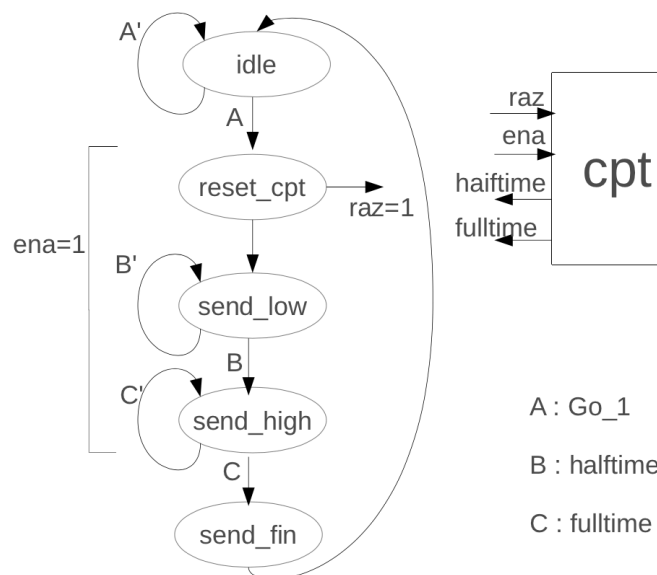 A'
idle
A
reset_cpt
raz=1
ena=1
B'
send_low
B
C'
send_high
C
send_fin
raz
ena
haiftime
fulltime
cpt
A : Go_1
B : halftime
C : fulltime